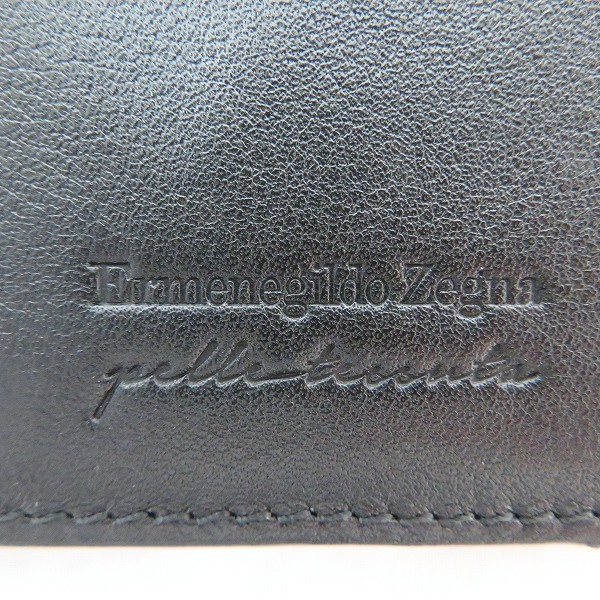 Ermenegildo Zegna
pelle tessuta